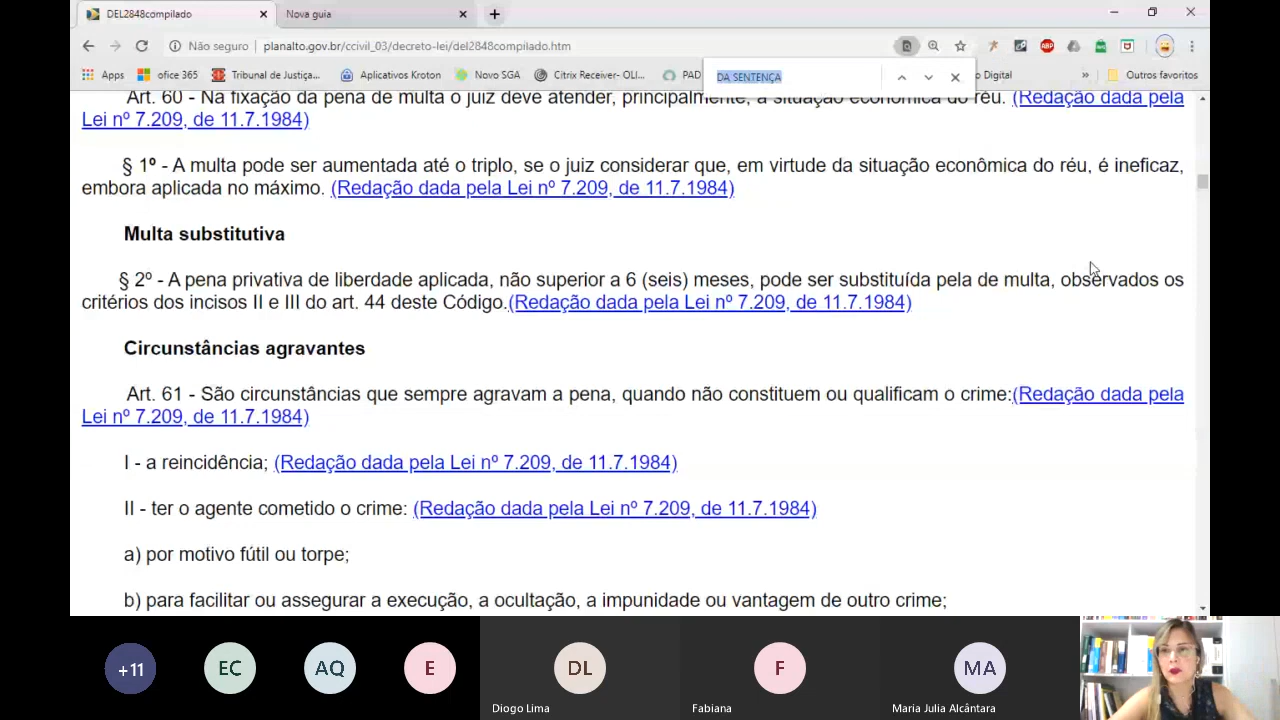 DEL2848compilado
Nova guia
Não seguro | planalto.gov.br/ccivil_03/decreto-lei/del2848compilado.htm
Apps ofice 365 Tribunal de Justiça... Aplicativos Kroton Novo SGA Citrix Receiver- OLI... PAD DA SENTENÇA Digital » Outros favoritos
Art. 60 - Na fixação da pena de multa o juiz deve atender, principalmente, à situação econômica do réu. (Redação dada pela
Lei nº 7.209, de 11.7.1984)
§ 1º - A multa pode ser aumentada até o triplo, se o juiz considerar que, em virtude da situação econômica do réu, é ineficaz,
embora aplicada no máximo. (Redação dada pela Lei nº 7.209, de 11.7.1984)
Multa substitutiva
§ 2º - A pena privativa de liberdade aplicada, não superior a 6 (seis) meses, pode ser substituída pela de multa, observados os
critérios dos incisos II e III do art. 44 deste Código.(Redação dada pela Lei nº 7.209, de 11.7.1984)
Circunstâncias agravantes
Art. 61 - São circunstâncias que sempre agravam a pena, quando não constituem ou qualificam o crime:(Redação dada pela
Lei nº 7.209, de 11.7.1984)
I - a reincidência; (Redação dada pela Lei nº 7.209, de 11.7.1984)
II - ter o agente cometido o crime: (Redação dada pela Lei nº 7.209, de 11.7.1984)
a) por motivo fútil ou torpe;
b) para facilitar ou assegurar a execução, a ocultação, a impunidade ou vantagem de outro crime;
+11 EC AQ E DL F MA
Diogo Lima Fabiana Maria Julia Alcântara